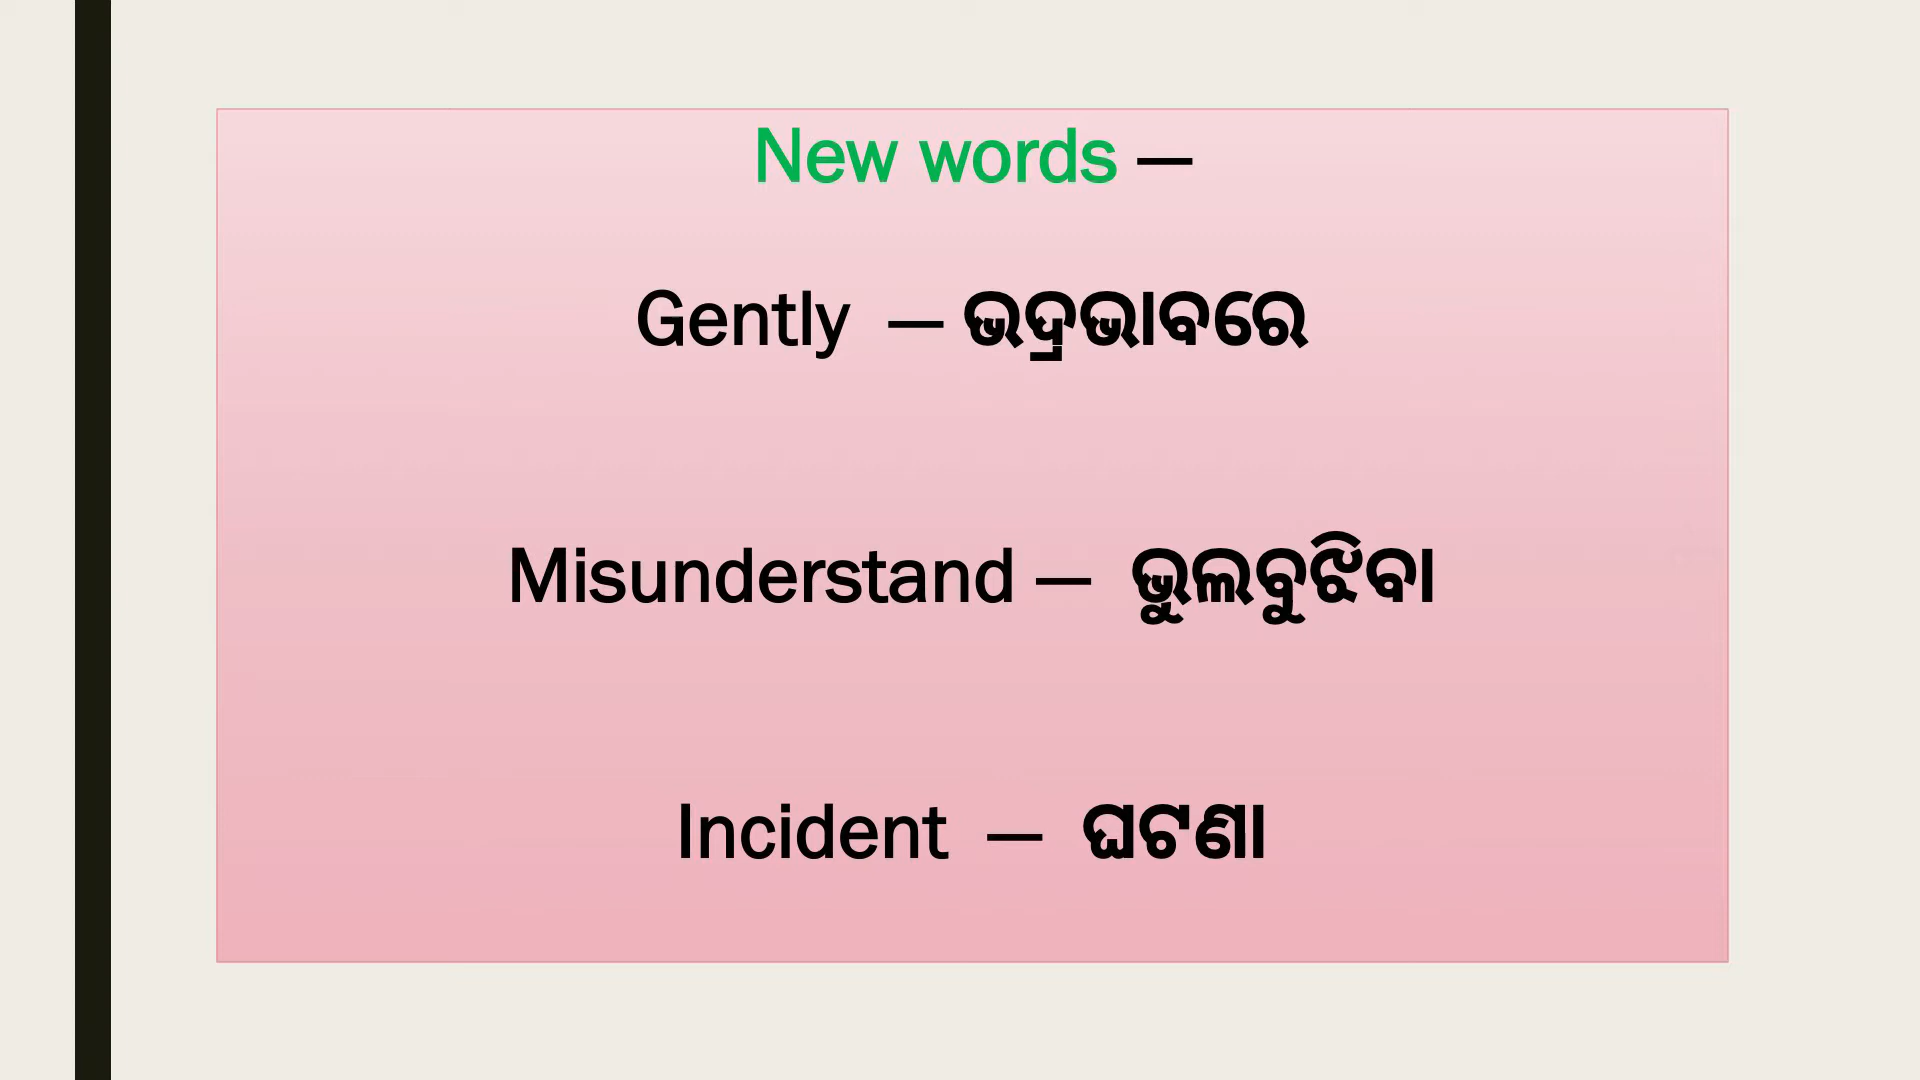 New words –
Gently – ଭଦ୍ରଭାବରେ
Misunderstand – ଭୁଲବୁଝିବା
Incident – ଘଟଣା